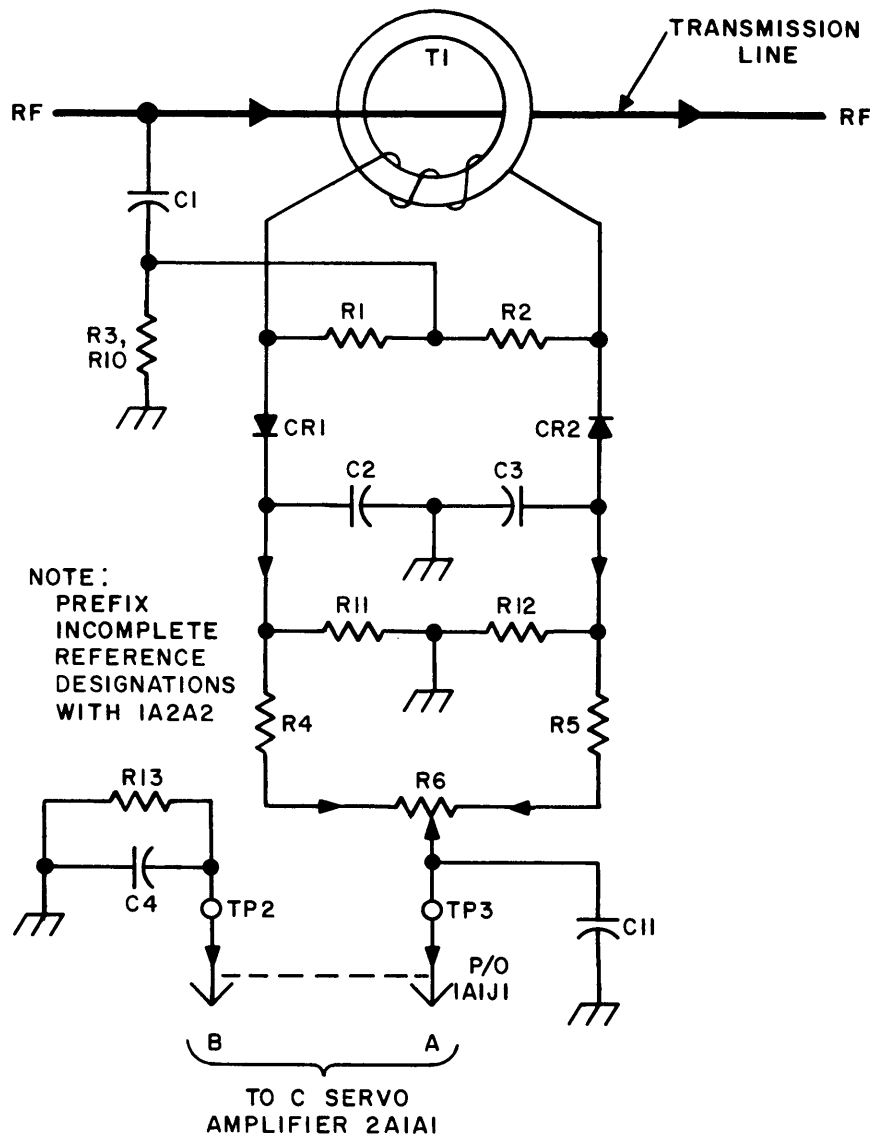 TRANSMISSION
LINE
T1
RF
RF
C1
R3,
R10
R1
R2
CR1
CR2
C2
C3
NOTE:
PREFIX
INCOMPLETE
REFERENCE
DESIGNATIONS
WITH 1A2A2
R11
R12
R4
R5
R13
R6
C4
TP2
TP3
C11
P/O
1A1J1
B
A
TO C SERVO
AMPLIFIER 2A1A1